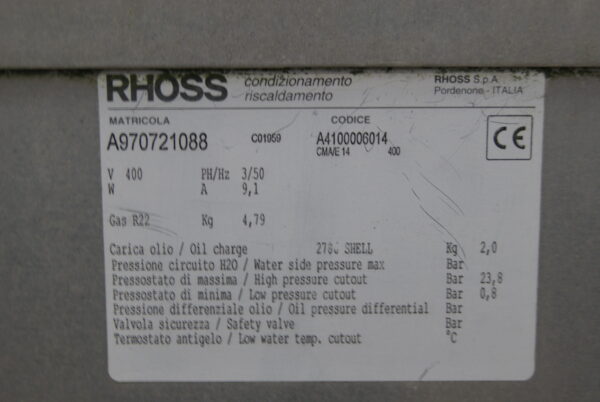 RHOSS condizionamento riscaldamento
RHOSS S.p.A.
Pordenone - ITALIA
MATRICOLA CODICE
A970721088 C01959 A4100006014
CMA/E 14 400
CE
V 400 PH/Hz 3/50
W A 9,1
Gas R22 Kg 4,79
Carica olio / Oil charge SHELL Kg 2,0
Pressione circuito H2O / Water side pressure max Bar
Pressostato di massima / High pressure cutout Bar 23,8
Pressostato di minima / Low pressure cutout Bar 0,8
Pressione differenziale olio / Oil pressure differential Bar
Valvola sicurezza / Safety valve Bar
Termostato antigelo / Low water temp. cutout °C